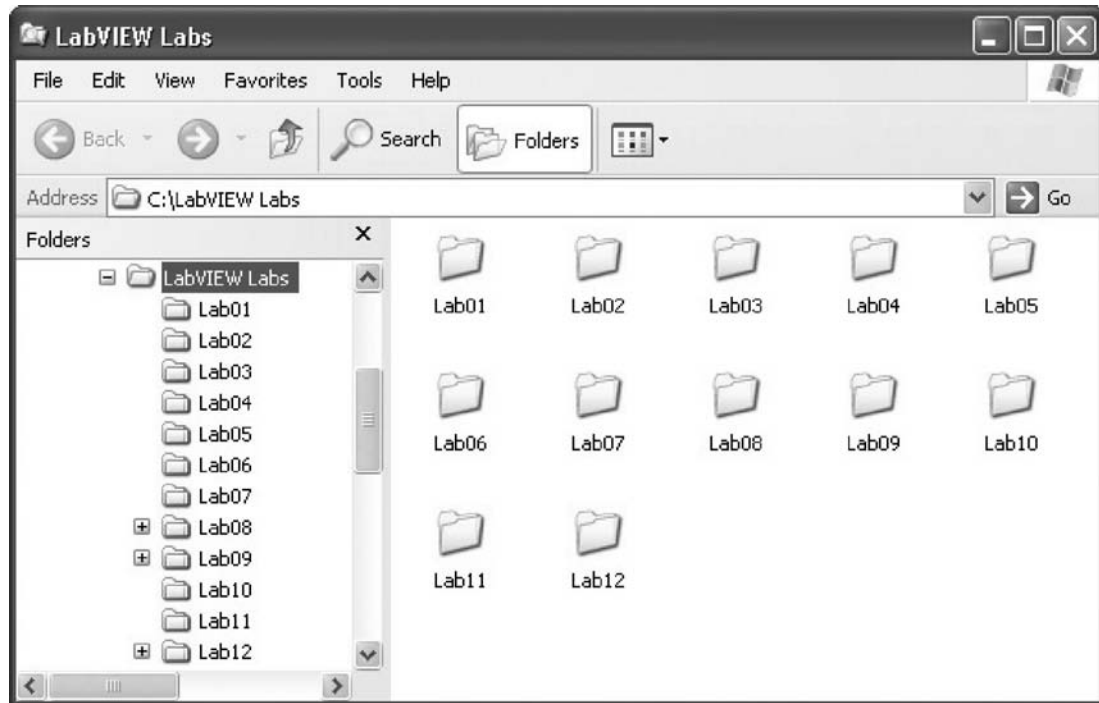 LabVIEW Labs
File Edit View Favorites Tools Help
Back Search Folders
Address C:\LabVIEW Labs Go
Folders
LabVIEW Labs
Lab01
Lab02
Lab03
Lab04
Lab05
Lab06
Lab07
Lab08
Lab09
Lab10
Lab11
Lab12
Lab01 Lab02 Lab03 Lab04 Lab05
Lab06 Lab07 Lab08 Lab09 Lab10
Lab11 Lab12